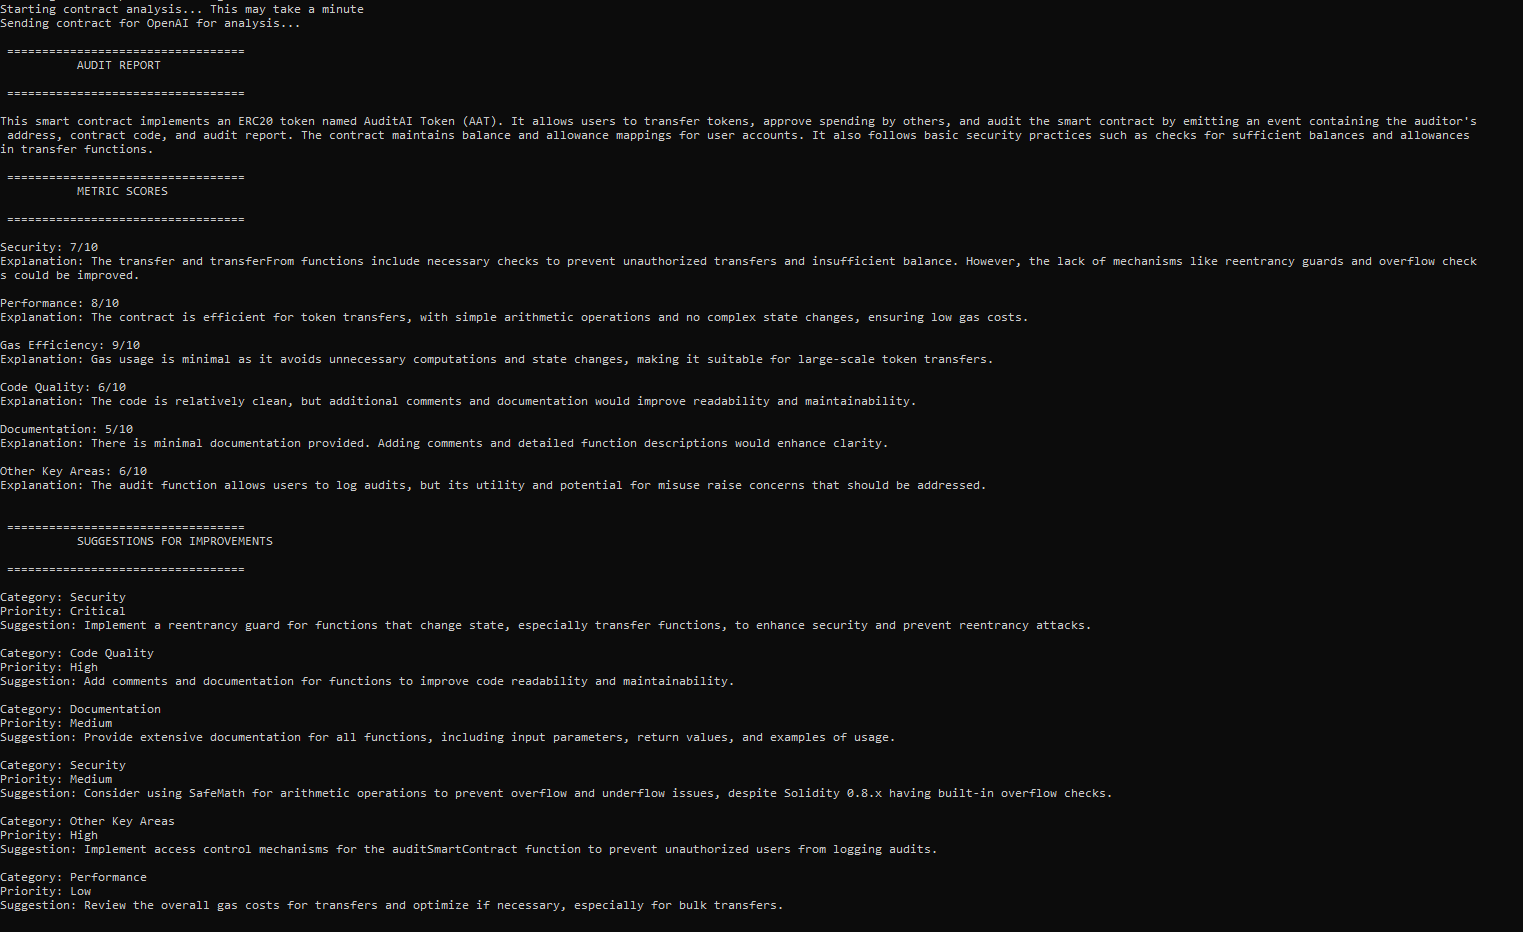 Starting contract analysis... This may take a minute
Sending contract for OpenAI for analysis...
==================================
AUDIT REPORT
==================================
This smart contract implements an ERC20 token named AuditAI Token (AAT). It allows users to transfer tokens, approve spending by others, and audit the smart contract by emitting an event containing the auditor's
address, contract code, and audit report. The contract maintains balance and allowance mappings for user accounts. It also follows basic security practices such as checks for sufficient balances and allowances
in transfer functions.
==================================
METRIC SCORES
==================================
Security: 7/10
Explanation: The transfer and transferFrom functions include necessary checks to prevent unauthorized transfers and insufficient balance. However, the lack of mechanisms like reentrancy guards and overflow check
s could be improved.
Performance: 8/10
Explanation: The contract is efficient for token transfers, with simple arithmetic operations and no complex state changes, ensuring low gas costs.
Gas Efficiency: 9/10
Explanation: Gas usage is minimal as it avoids unnecessary computations and state changes, making it suitable for large-scale token transfers.
Code Quality: 6/10
Explanation: The code is relatively clean, but additional comments and documentation would improve readability and maintainability.
Documentation: 5/10
Explanation: There is minimal documentation provided. Adding comments and detailed function descriptions would enhance clarity.
Other Key Areas: 6/10
Explanation: The audit function allows users to log audits, but its utility and potential for misuse raise concerns that should be addressed.
==================================
SUGGESTIONS FOR IMPROVEMENTS
==================================
Category: Security
Priority: Critical
Suggestion: Implement a reentrancy guard for functions that change state, especially transfer functions, to enhance security and prevent reentrancy attacks.
Category: Code Quality
Priority: High
Suggestion: Add comments and documentation for functions to improve code readability and maintainability.
Category: Documentation
Priority: Medium
Suggestion: Provide extensive documentation for all functions, including input parameters, return values, and examples of usage.
Category: Security
Priority: Medium
Suggestion: Consider using SafeMath for arithmetic operations to prevent overflow and underflow issues, despite Solidity 0.8.x having built-in overflow checks.
Category: Other Key Areas
Priority: High
Suggestion: Implement access control mechanisms for the auditSmartContract function to prevent unauthorized users from logging audits.
Category: Performance
Priority: Low
Suggestion: Review the overall gas costs for transfers and optimize if necessary, especially for bulk transfers.